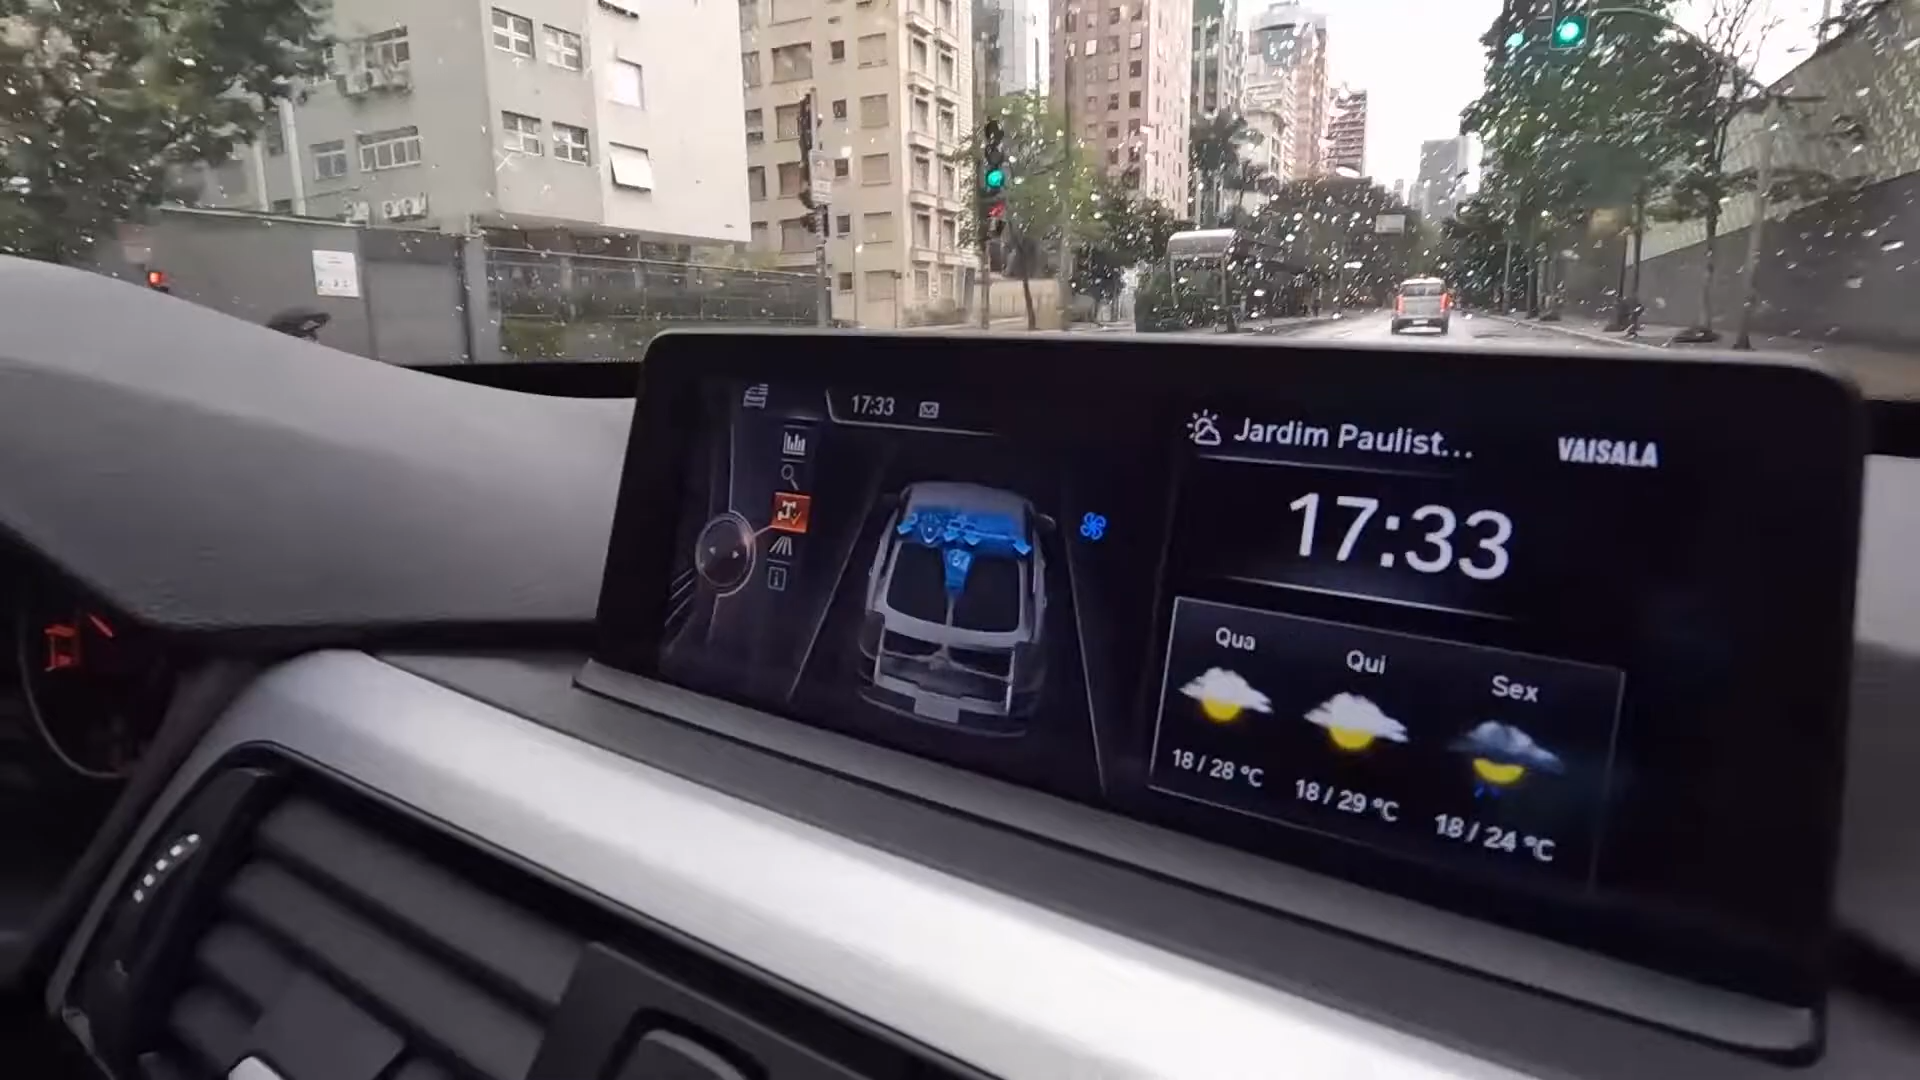 17:33
Jardim Paulist...
VAISALA
17:33
Qua
Qui
Sex
18 / 28 °C
18 / 29 °C
18 / 24 °C